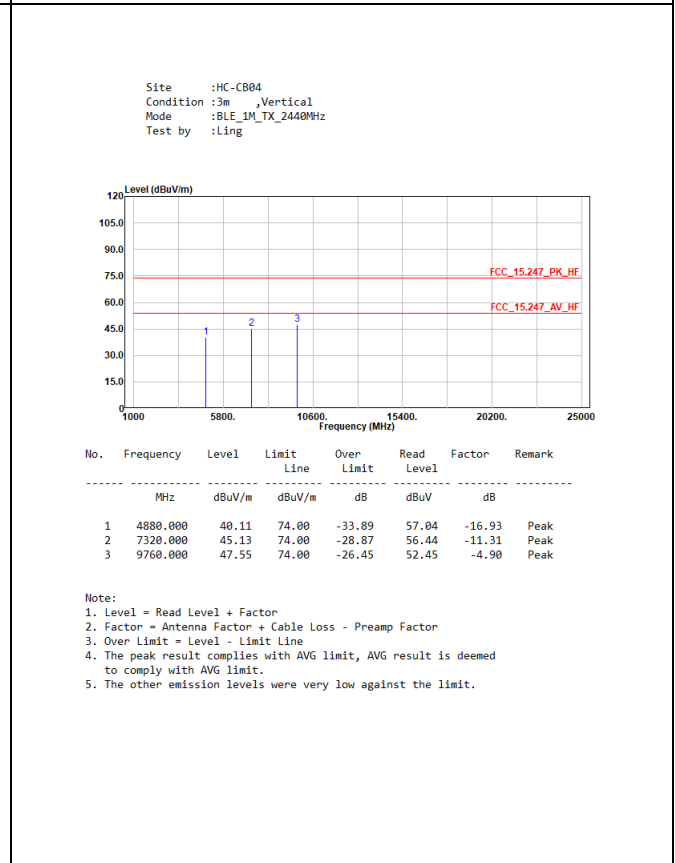 Site      :HC-CB04
Condition :3m    ,Vertical
Mode      :BLE_1M_TX_2440MHz
Test by   :Ling
Level (dBuV/m)
120
105.0
90.0
75.0
FCC_15.247_PK_HF
60.0
FCC_15.247_AV_HF
45.0
1 2 3
30.0
15.0
0
1000 5800. 10600. 15400. 20200. 25000
Frequency (MHz)
No. Frequency Level Limit Over Read Factor Remark
Line Limit Level
------ ----------- -------- --------- --------- --------- -------- ---------
MHz dBuV/m dBuV/m dB dBuV dB
1 4880.000 40.11 74.00 -33.89 57.04 -16.93 Peak
2 7320.000 45.13 74.00 -28.87 56.44 -11.31 Peak
3 9760.000 47.55 74.00 -26.45 52.45 -4.90 Peak
Note:
1. Level = Read Level + Factor
2. Factor = Antenna Factor + Cable Loss - Preamp Factor
3. Over Limit = Level - Limit Line
4. The peak result complies with AVG limit, AVG result is deemed
to comply with AVG limit.
5. The other emission levels were very low against the limit.